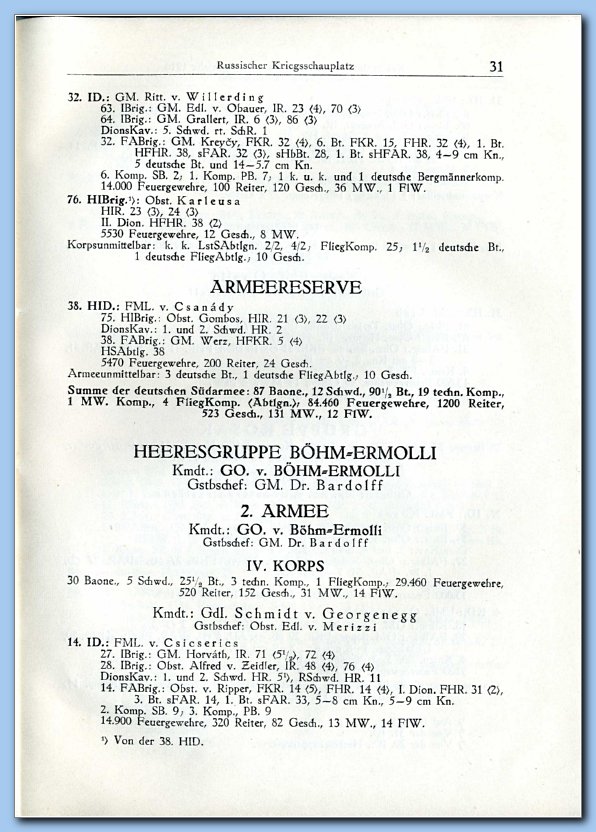 Russischer Kriegsschauplatz 31
32. ID.: GM. Ritt. v. Willerding
63. IBrig.: GM. Edl. v. Obauer, IR. 23 (4), 70 (3)
64. IBrig.: GM. Grallert, IR. 6 (3), 86 (3)
DionsKav.: 5. Schwd. rt. SchR. 1
32. FABrig.: GM. Kreyčy, FKR. 32 (4), 6. Bt. FKR. 15, FHR. 32 (4), 1. Bt.
HFHR. 38, sFAR. 32 (3), sHbBt. 28, 1. Bt. sHFAR. 38, 4–9 cm Kn.,
5 deutsche Bt. und 14–5.7 cm Kn.
6. Komp. SB. 2; 1. Komp. PB. 7; 1 k. u. k. und 1 deutsche Bergmännerkomp.
14.000 Feuergewehre, 100 Reiter, 120 Gesch., 36 MW., 1 FlW.
76. HIBrig.¹): Obst. Karleusa
HIR. 23 (3), 24 (3)
II. Dion. HFHR. 38 (2)
5530 Feuergewehre, 12 Gesch., 8 MW.
Korpsunmittelbar: k. k. LstSAbtlgn. 2/2, 4/2; FliegKomp. 25; 1½ deutsche Bt.,
1 deutsche FliegAbtlg.; 10 Gesch.
ARMEERESERVE
38. HID.: FML. v. Csanády
75. HIBrig.: Obst. Gombos, HIR. 21 (3), 22 (3)
DionsKav.: 1. und 2. Schwd. HR. 2
38. FABrig.: GM. Werz, HFKR. 5 (4)
HSAbtlg. 38
5470 Feuergewehre, 200 Reiter, 24 Gesch.
Armeeunmittelbar: 3 deutsche Bt., 1 deutsche FliegAbtlg.; 10 Gesch.
Summe der deutschen Südarmee: 87 Baone., 12 Schwd., 90½ Bt., 19 techn. Komp.,
1 MW. Komp., 4 FliegKomp. (Abtlgn.); 84.460 Feuergewehre, 1200 Reiter,
523 Gesch., 131 MW., 12 FlW.
HEERESGRUPPE BÖHM-ERMOLLI
Kmdt.: GO. v. BÖHM-ERMOLLI
Gstbschef: GM. Dr. Bardolff
2. ARMEE
Kmdt.: GO. v. Böhm-Ermolli
Gstbschef: GM. Dr. Bardolff
IV. KORPS
30 Baone., 5 Schwd., 25½ Bt., 3 techn. Komp., 1 FliegKomp.; 29.460 Feuergewehre,
520 Reiter, 152 Gesch., 31 MW., 14 FlW.
Kmdt.: GdI. Schmidt v. Georgenegg
Gstbschef: Obst. Edl. v. Merizzi
14. ID.: FML. v. Csicserics
27. IBrig.: GM. Horváth, IR. 71 (5½), 72 (4)
28. IBrig.: Obst. Alfred v. Zeidler, IR. 48 (4), 76 (4)
DionsKav.: 1. und 2. Schwd. HR. 5¹), RSchwd. HR. 11
14. FABrig.: Obst. v. Ripper, FKR. 14 (5), FHR. 14 (4), I. Dion. FHR. 31 (2),
3. Bt. sFAR. 14, 1. Bt. sFAR. 33, 5–8 cm Kn., 5–9 cm Kn.
2. Komp. SB. 9; 3. Komp., PB. 9
14.900 Feuergewehre, 320 Reiter, 82 Gesch., 13 MW., 14 FlW.
¹) Von der 38. HID.